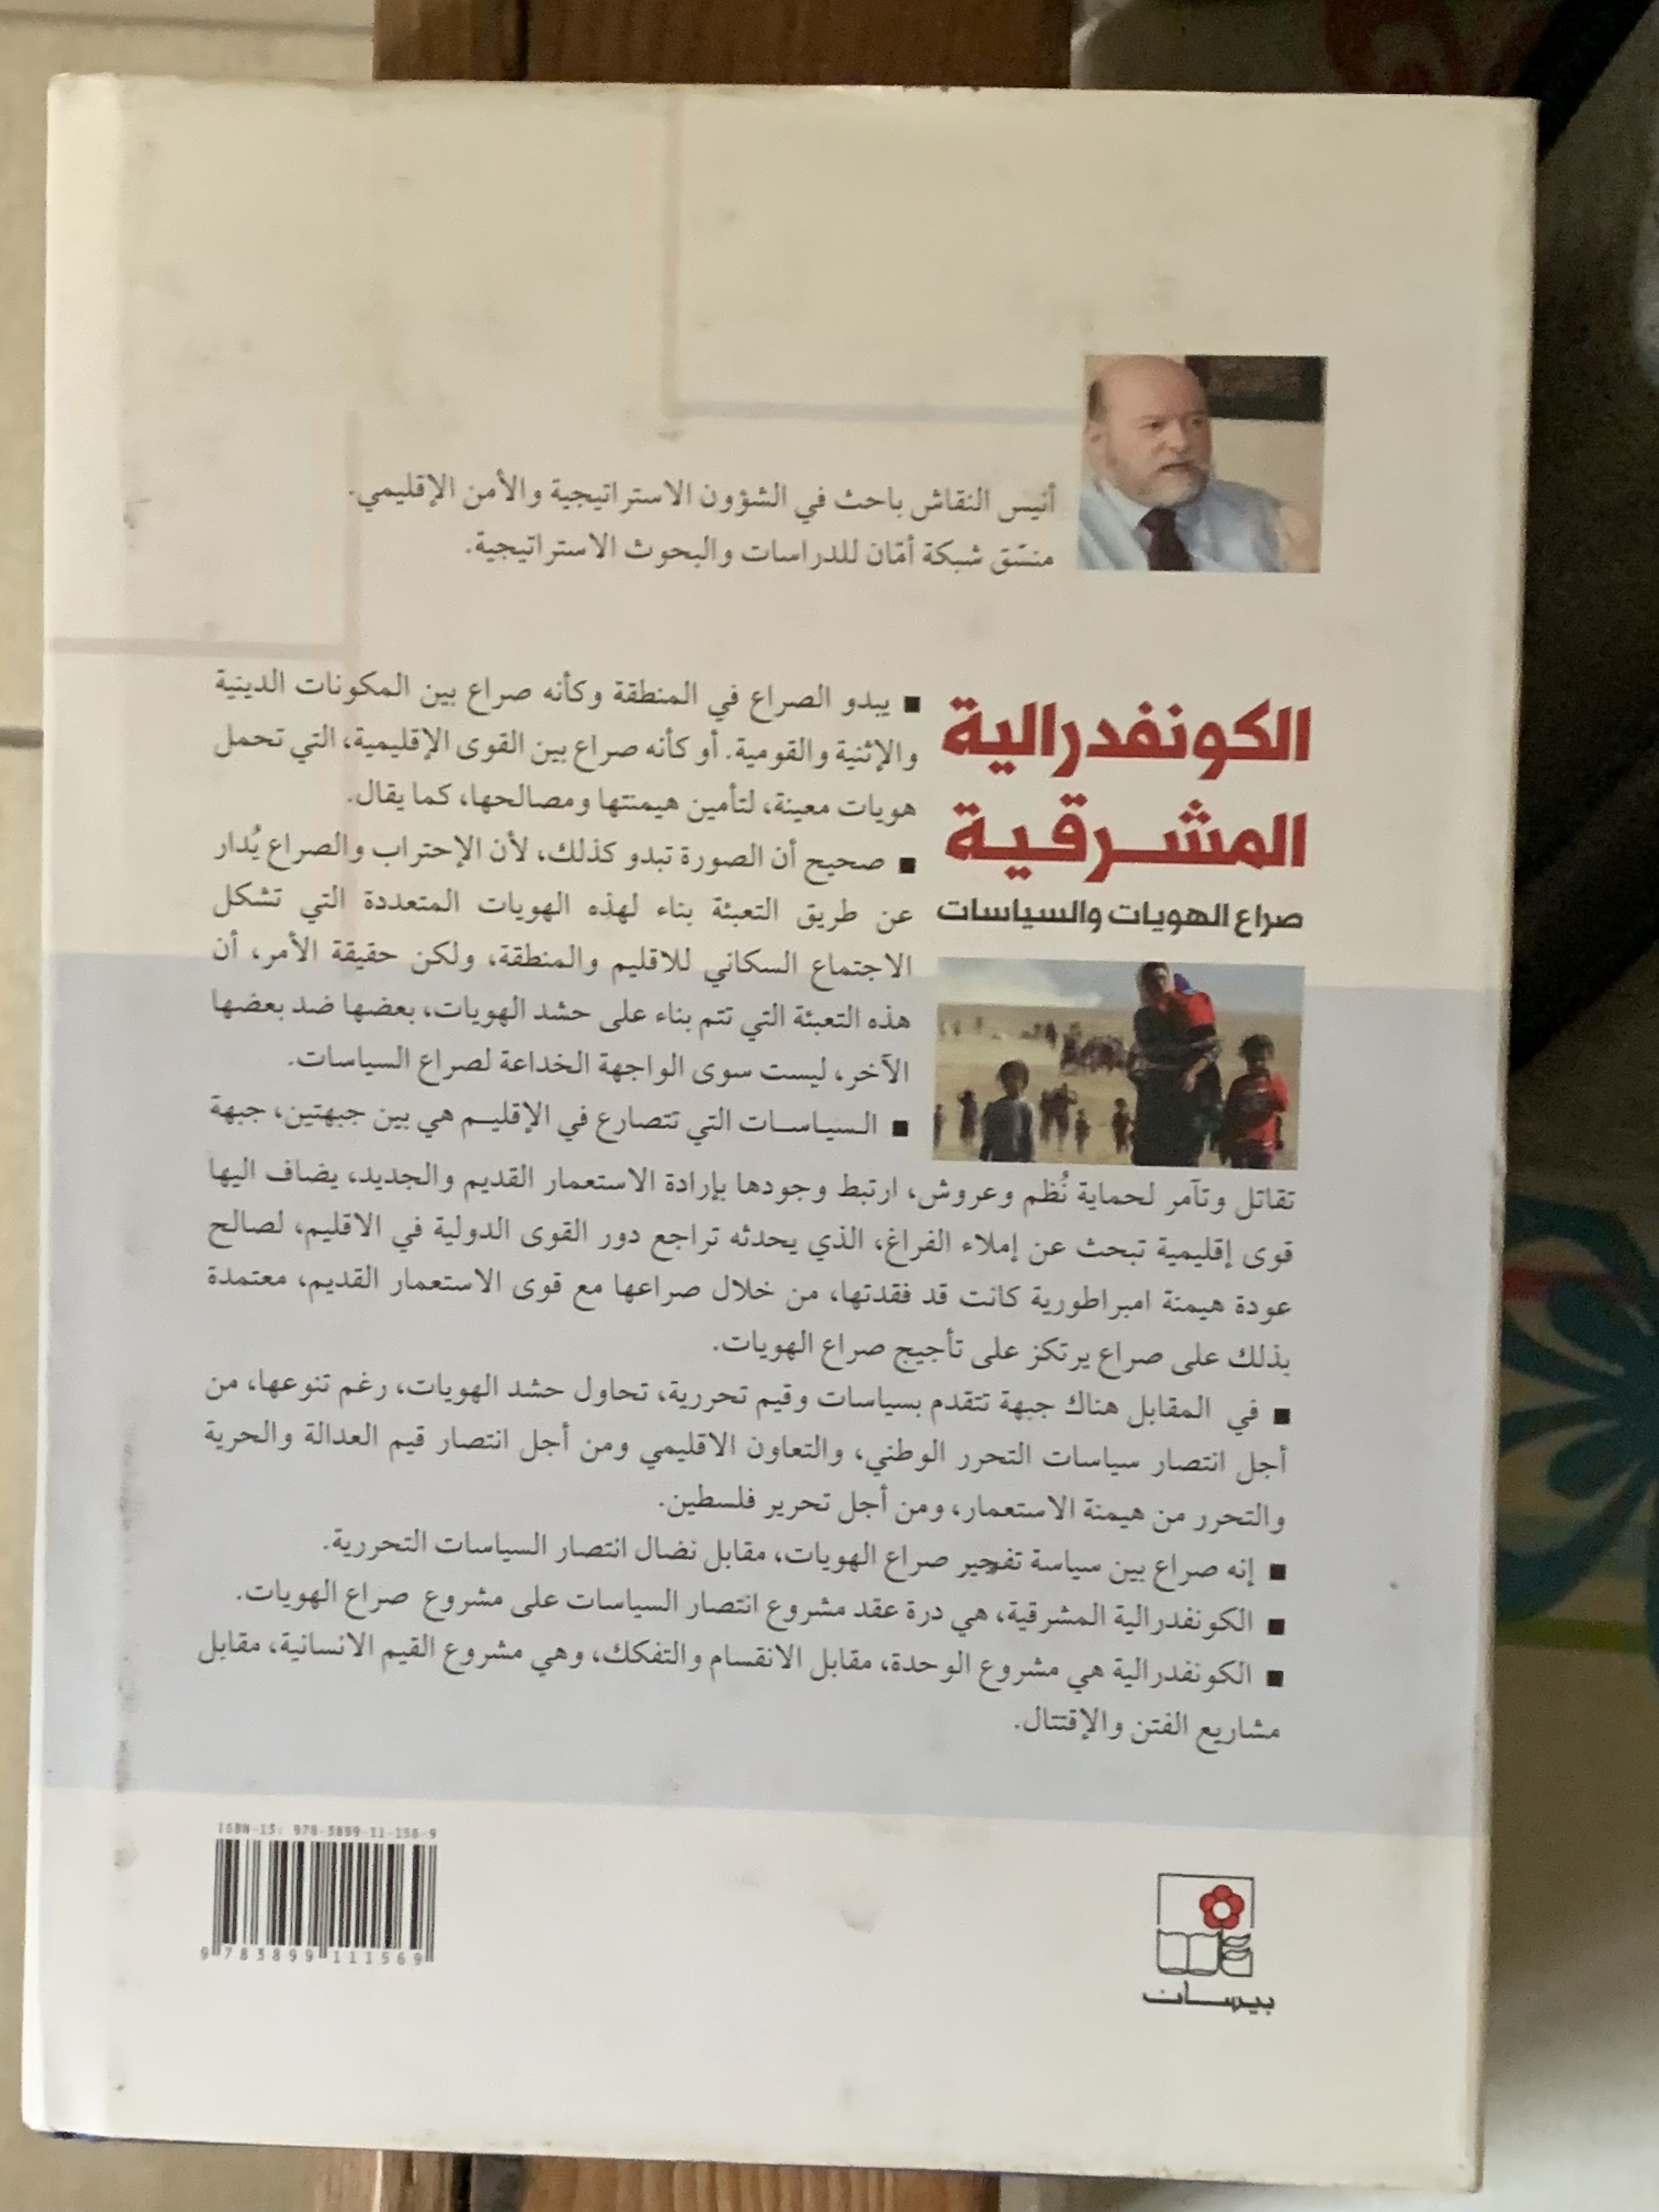 أنيس النقاش باحث في الشؤون الاستراتيجية والأمن الإقليمي.
منسّق شبكة أمّان للدراسات والبحوث الاستراتيجية.
الكونفدرالية
المشرقية
صراع الهويات والسياسات
■ يبدو الصراع في المنطقة وكأنه صراع بين المكونات الدينية
والإثنية والقومية. أو كأنه صراع بين القوى الإقليمية، التي تحمل
هويات معينة، لتأمين هيمنتها ومصالحها، كما يقال.
■ صحيح أن الصورة تبدو كذلك، لأن الإحتراب والصراع يُدار
عن طريق التعبئة بناء لهذه الهويات المتعددة التي تشكل
الاجتماع السكاني للاقليم والمنطقة، ولكن حقيقة الأمر، أن
هذه التعبئة التي تتم بناء على حشد الهويات، بعضها ضد بعضها
الآخر، ليست سوى الواجهة الخداعة لصراع السياسات.
■ السياسات التي تتصارع في الإقليم هي بين جبهتين، جبهة
تقاتل وتآمر لحماية نُظم وعروش، ارتبط وجودها بإرادة الاستعمار القديم والجديد، يضاف اليها
قوى إقليمية تبحث عن إملاء الفراغ، الذي يحدثه تراجع دور القوى الدولية في الاقليم، لصالح
عودة هيمنة امبراطورية كانت قد فقدتها، من خلال صراعها مع قوى الاستعمار القديم، معتمدة
بذلك على صراع يرتكز على تأجيج صراع الهويات.
■ في المقابل هناك جبهة تتقدم بسياسات وقيم تحررية، تحاول حشد الهويات، رغم تنوعها، من
أجل انتصار سياسات التحرر الوطني، والتعاون الاقليمي ومن أجل انتصار قيم العدالة والحرية
والتحرر من هيمنة الاستعمار، ومن أجل تحرير فلسطين.
■ إنه صراع بين سياسة تفجير صراع الهويات، مقابل نضال انتصار السياسات التحررية.
■ الكونفدرالية المشرقية، هي درة عقد مشروع انتصار السياسات على مشروع صراع الهويات.
■ الكونفدرالية هي مشروع الوحدة، مقابل الانقسام والتفكك، وهي مشروع القيم الانسانية، مقابل
مشاريع الفتن والإقتتال.
ISBN-13: 978-3899-11-156-9
9 783899 111569
بيسان